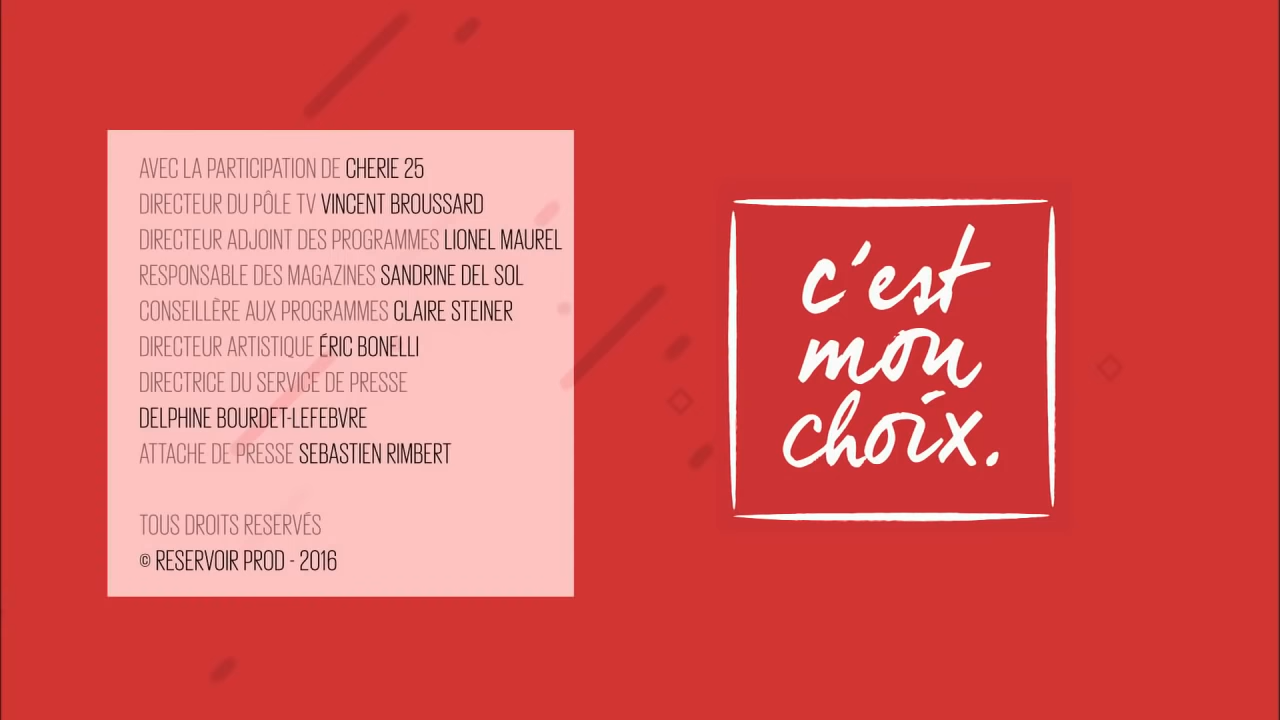 AVEC LA PARTICIPATION DE CHERIE 25
DIRECTEUR DU PÔLE TV VINCENT BROUSSARD
DIRECTEUR ADJOINT DES PROGRAMMES LIONEL MAUREL
RESPONSABLE DES MAGAZINES SANDRINE DEL SOL
CONSEILLÈRE AUX PROGRAMMES CLAIRE STEINER
DIRECTEUR ARTISTIQUE ÉRIC BONELLI
DIRECTRICE DU SERVICE DE PRESSE
DELPHINE BOURDET-LEFEBVRE
ATTACHE DE PRESSE SEBASTIEN RIMBERT
TOUS DROITS RESERVÉS
© RESERVOIR PROD - 2016
c'est
mon
choix.